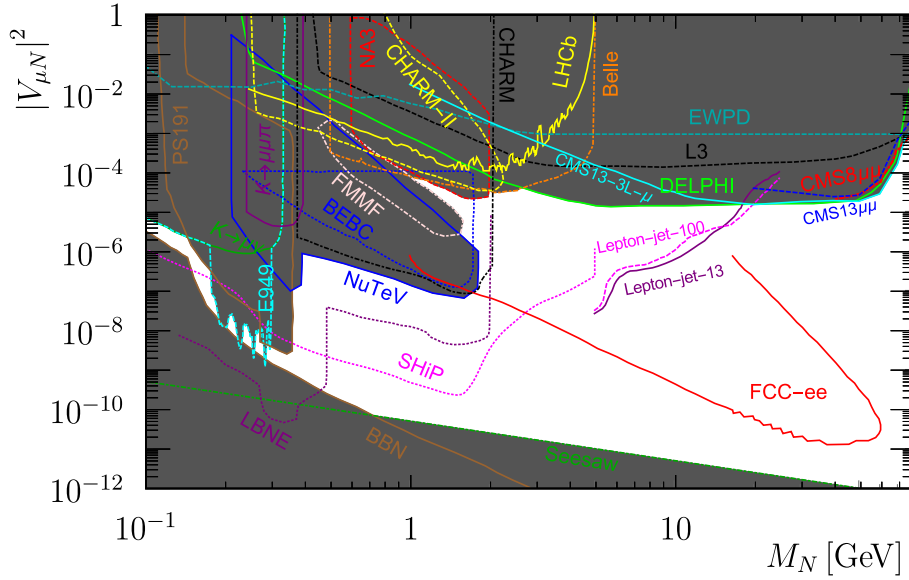 |V_{μN}|^2
1
10^{-2}
10^{-4}
10^{-6}
10^{-8}
10^{-10}
10^{-12}
PS191
K→μμπ
NA3
CHARM-II
CHARM
LHCb
Belle
EWPD
L3
CMS13-3L-μ
DELPHI
CMS8μμ
CMS13μμ
FMMF
BEBC
K→μν
E949
NuTeV
Lepton-jet-100
Lepton-jet-13
SHiP
LBNE
BBN
FCC-ee
Seesaw
10^{-1}
1
10
M_N [GeV]